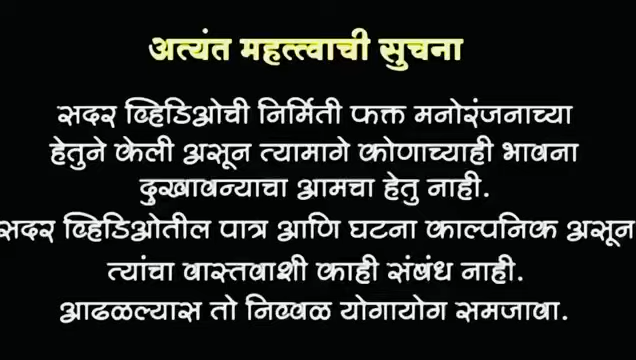 अत्यंत महत्त्वाची सुचना
सदर व्हिडिओची निर्मिती फक्त मनोरंजनाच्या
हेतुने केली असून त्यामागे कोणाच्याही भावना
दुखावन्याचा आमचा हेतु नाही.
सदर व्हिडिओतील पात्र आणि घटना काल्पनिक असून
त्यांचा वास्तवाशी काही संबंध नाही.
आढळल्यास तो निव्वळ योगायोग समजावा.